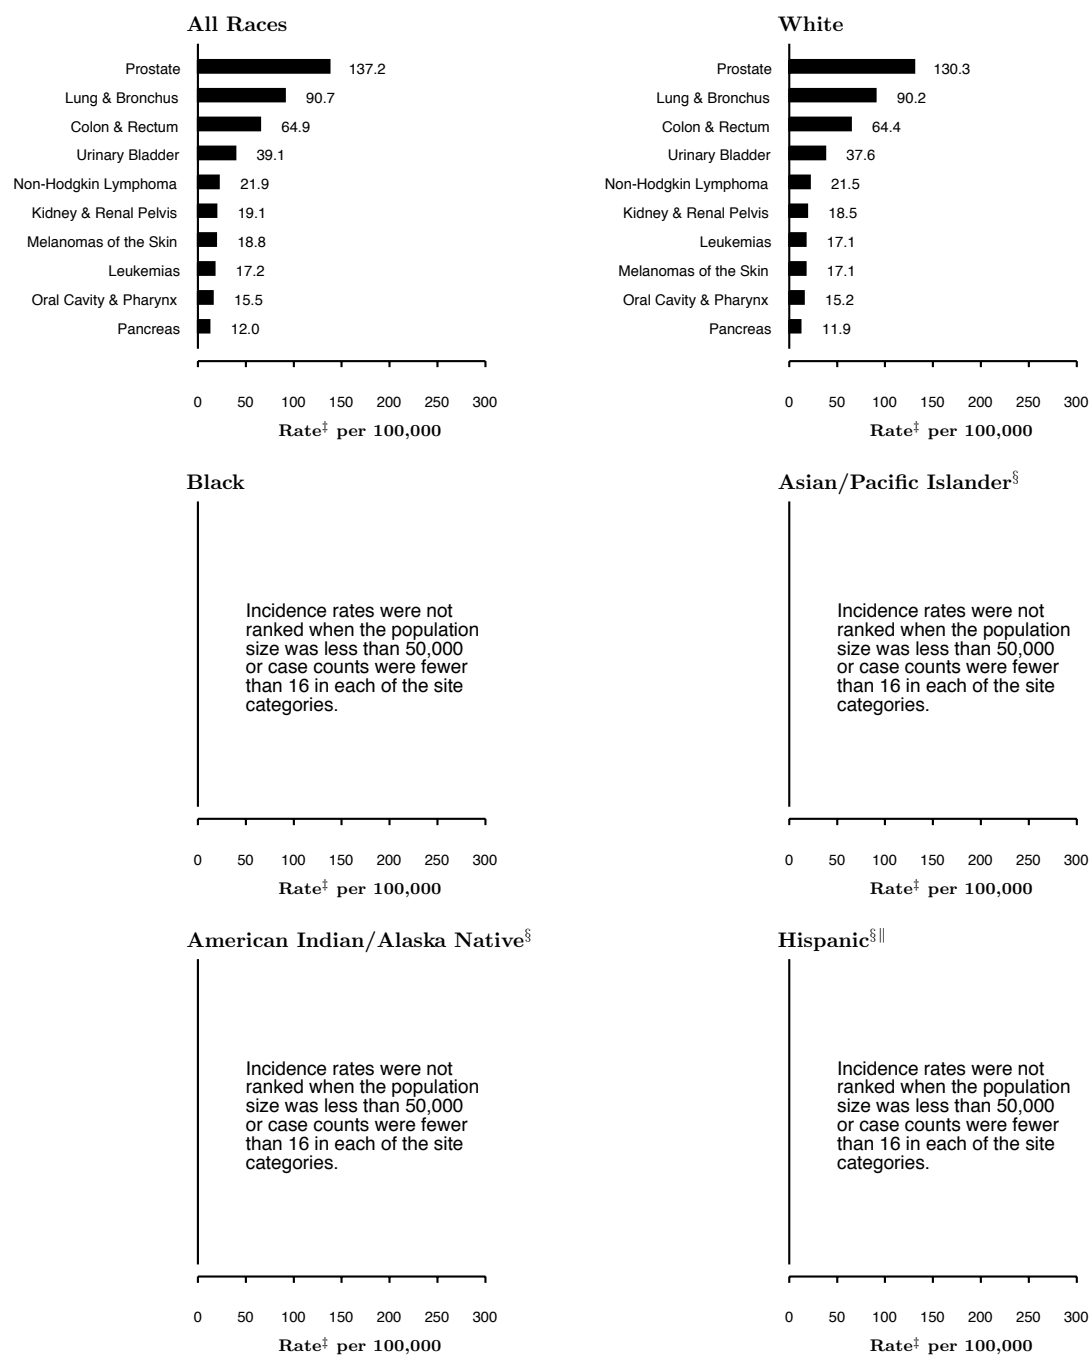 All Races
Prostate 137.2
Lung & Bronchus 90.7
Colon & Rectum 64.9
Urinary Bladder 39.1
Non-Hodgkin Lymphoma 21.9
Kidney & Renal Pelvis 19.1
Melanomas of the Skin 18.8
Leukemias 17.2
Oral Cavity & Pharynx 15.5
Pancreas 12.0
0 50 100 150 200 250 300
Rate‡ per 100,000
White
Prostate 130.3
Lung & Bronchus 90.2
Colon & Rectum 64.4
Urinary Bladder 37.6
Non-Hodgkin Lymphoma 21.5
Kidney & Renal Pelvis 18.5
Leukemias 17.1
Melanomas of the Skin 17.1
Oral Cavity & Pharynx 15.2
Pancreas 11.9
0 50 100 150 200 250 300
Rate‡ per 100,000
Black
Incidence rates were not
ranked when the population
size was less than 50,000
or case counts were fewer
than 16 in each of the site
categories.
0 50 100 150 200 250 300
Rate‡ per 100,000
Asian/Pacific Islander§
Incidence rates were not
ranked when the population
size was less than 50,000
or case counts were fewer
than 16 in each of the site
categories.
0 50 100 150 200 250 300
Rate‡ per 100,000
American Indian/Alaska Native§
Incidence rates were not
ranked when the population
size was less than 50,000
or case counts were fewer
than 16 in each of the site
categories.
0 50 100 150 200 250 300
Rate‡ per 100,000
Hispanic§‖
Incidence rates were not
ranked when the population
size was less than 50,000
or case counts were fewer
than 16 in each of the site
categories.
0 50 100 150 200 250 300
Rate‡ per 100,000